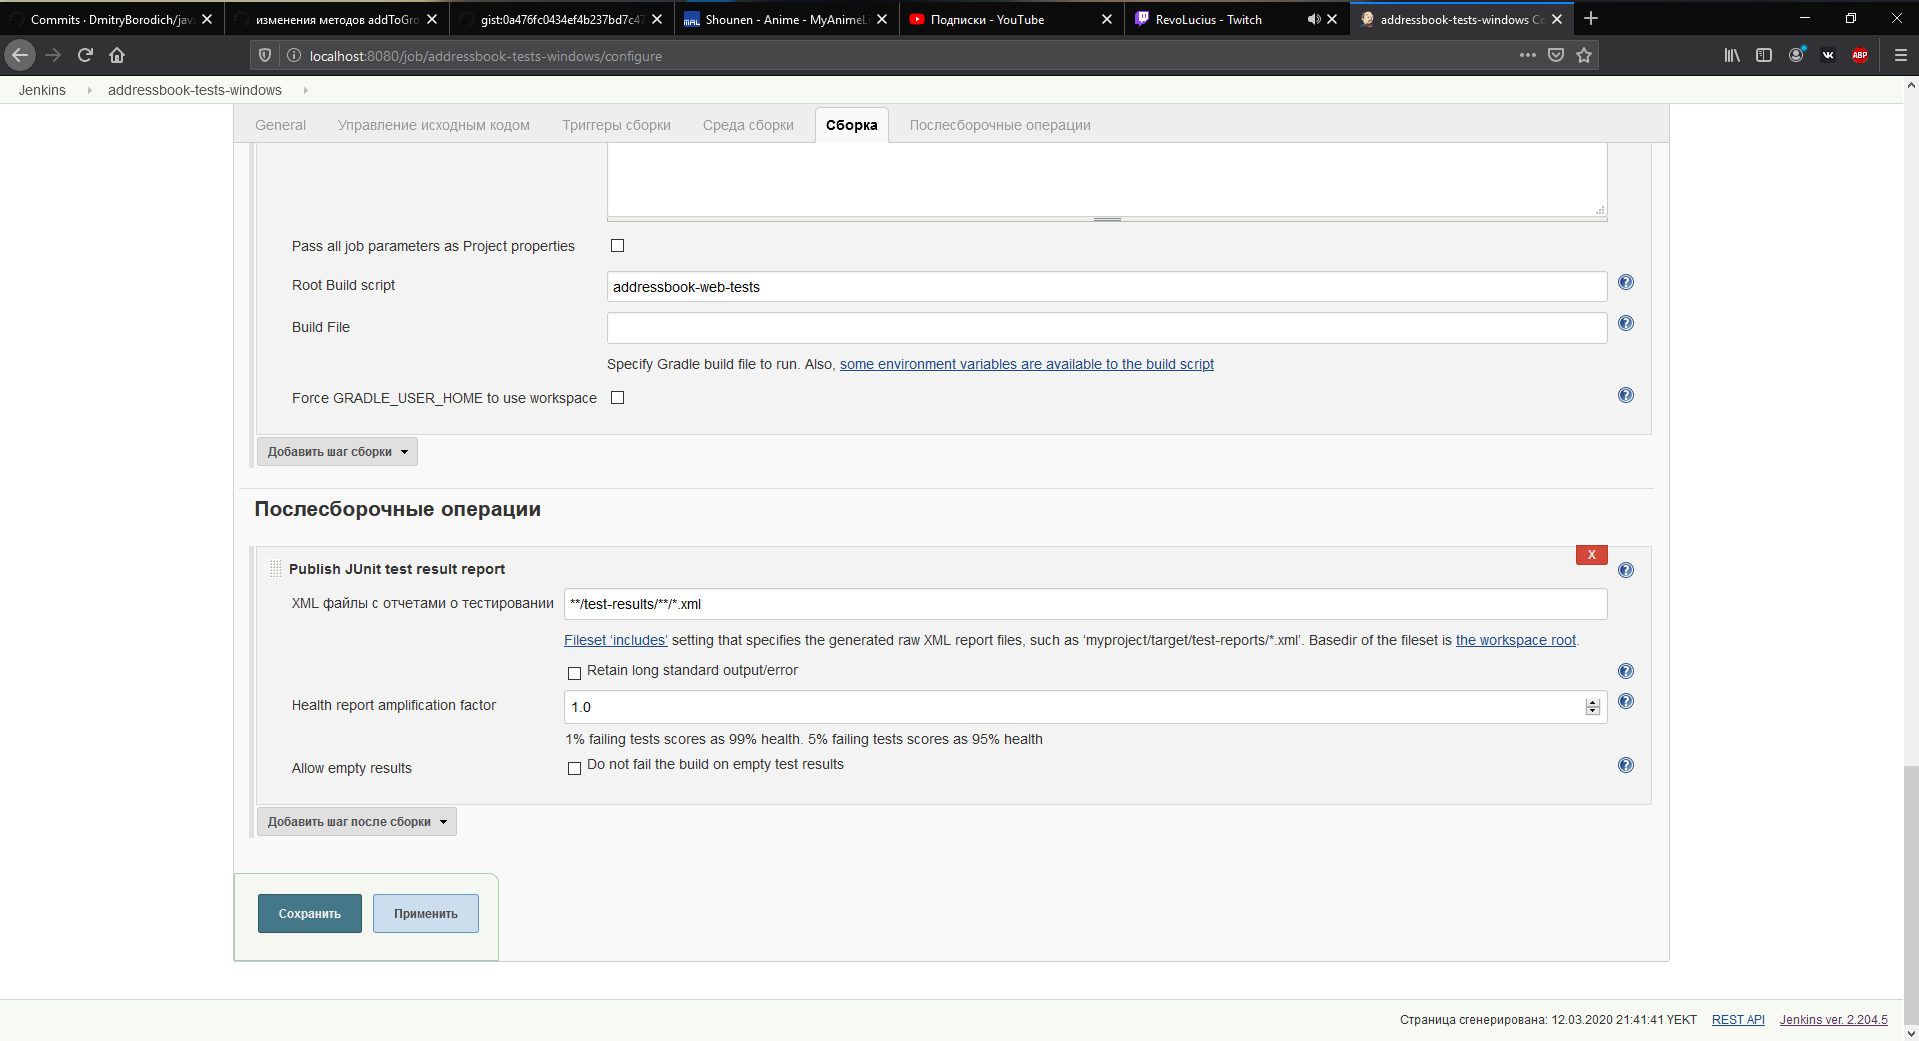 Commits · DmitryBorodich/java
изменения методов addToGro
gist:0a476fc0434ef4b237bd7c47
MAL Shounen - Anime - MyAnimeLi
Подписки - YouTube
RevoLucius - Twitch
addressbook-tests-windows Co
localhost:8080/job/addressbook-tests-windows/configure
ABP
Jenkins
addressbook-tests-windows
General
Управление исходным кодом
Триггеры сборки
Среда сборки
Сборка
Послесборочные операции
Pass all job parameters as Project properties
Root Build script
addressbook-web-tests
Build File
Specify Gradle build file to run. Also, some environment variables are available to the build script
Force GRADLE_USER_HOME to use workspace
Добавить шаг сборки
Послесборочные операции
X
Publish JUnit test result report
XML файлы с отчетами о тестировании
**/test-results/**/*.xml
Fileset ‘includes’ setting that specifies the generated raw XML report files, such as ‘myproject/target/test-reports/*.xml’. Basedir of the fileset is the workspace root.
Retain long standard output/error
Health report amplification factor
1.0
1% failing tests scores as 99% health. 5% failing tests scores as 95% health
Allow empty results
Do not fail the build on empty test results
Добавить шаг после сборки
Сохранить
Применить
Страница сгенерирована: 12.03.2020 21:41:41 YEKT
REST API
Jenkins ver. 2.204.5